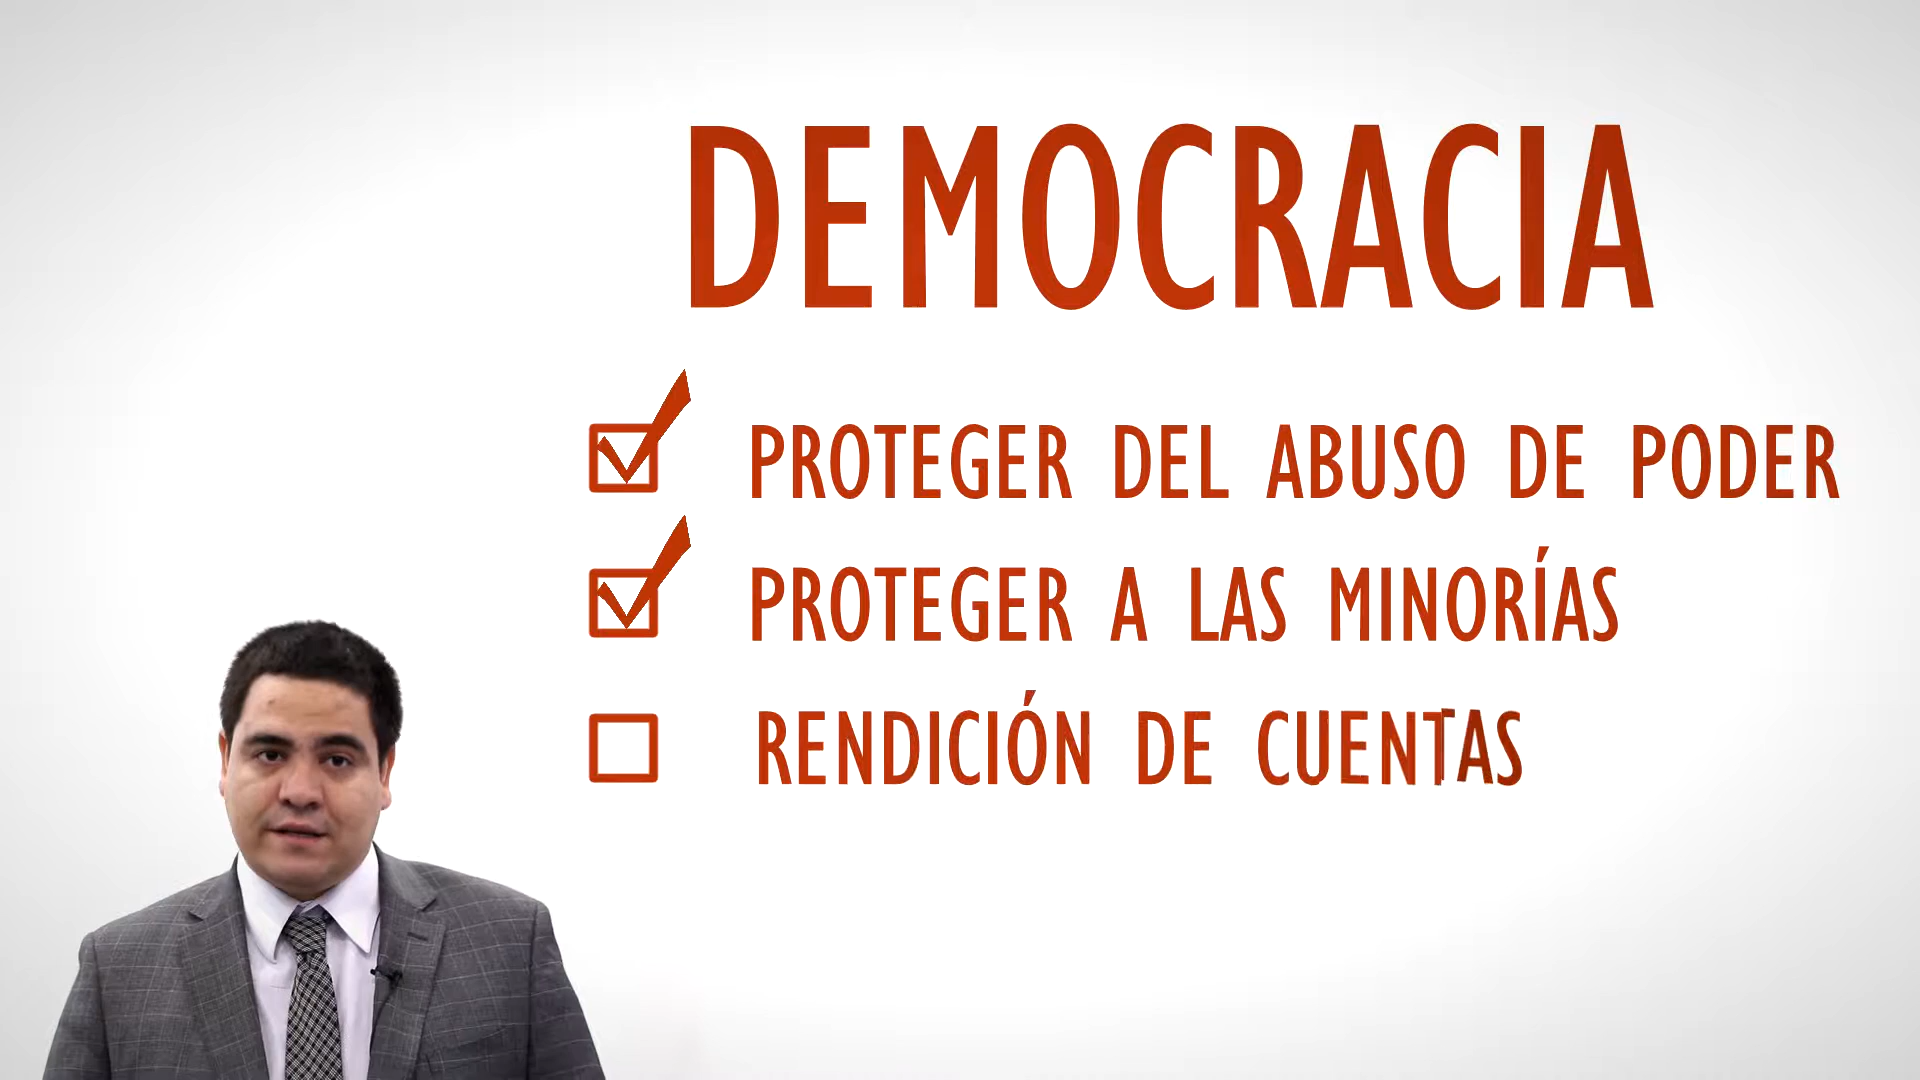 DEMOCRACIA
PROTEGER DEL ABUSO DE PODER
PROTEGER A LAS MINORÍAS
RENDICIÓN DE CUENTAS